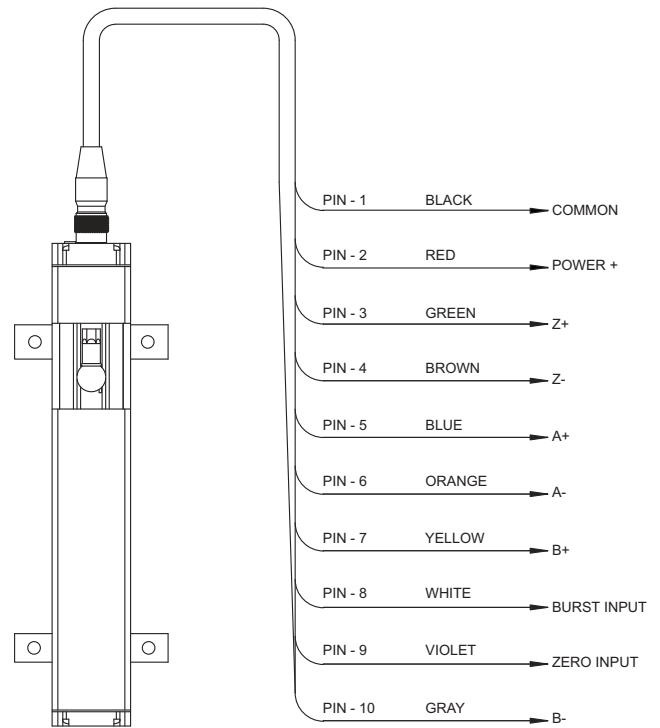 PIN - 1 BLACK COMMON
PIN - 2 RED POWER +
PIN - 3 GREEN Z+
PIN - 4 BROWN Z-
PIN - 5 BLUE A+
PIN - 6 ORANGE A-
PIN - 7 YELLOW B+
PIN - 8 WHITE BURST INPUT
PIN - 9 VIOLET ZERO INPUT
PIN - 10 GRAY B-